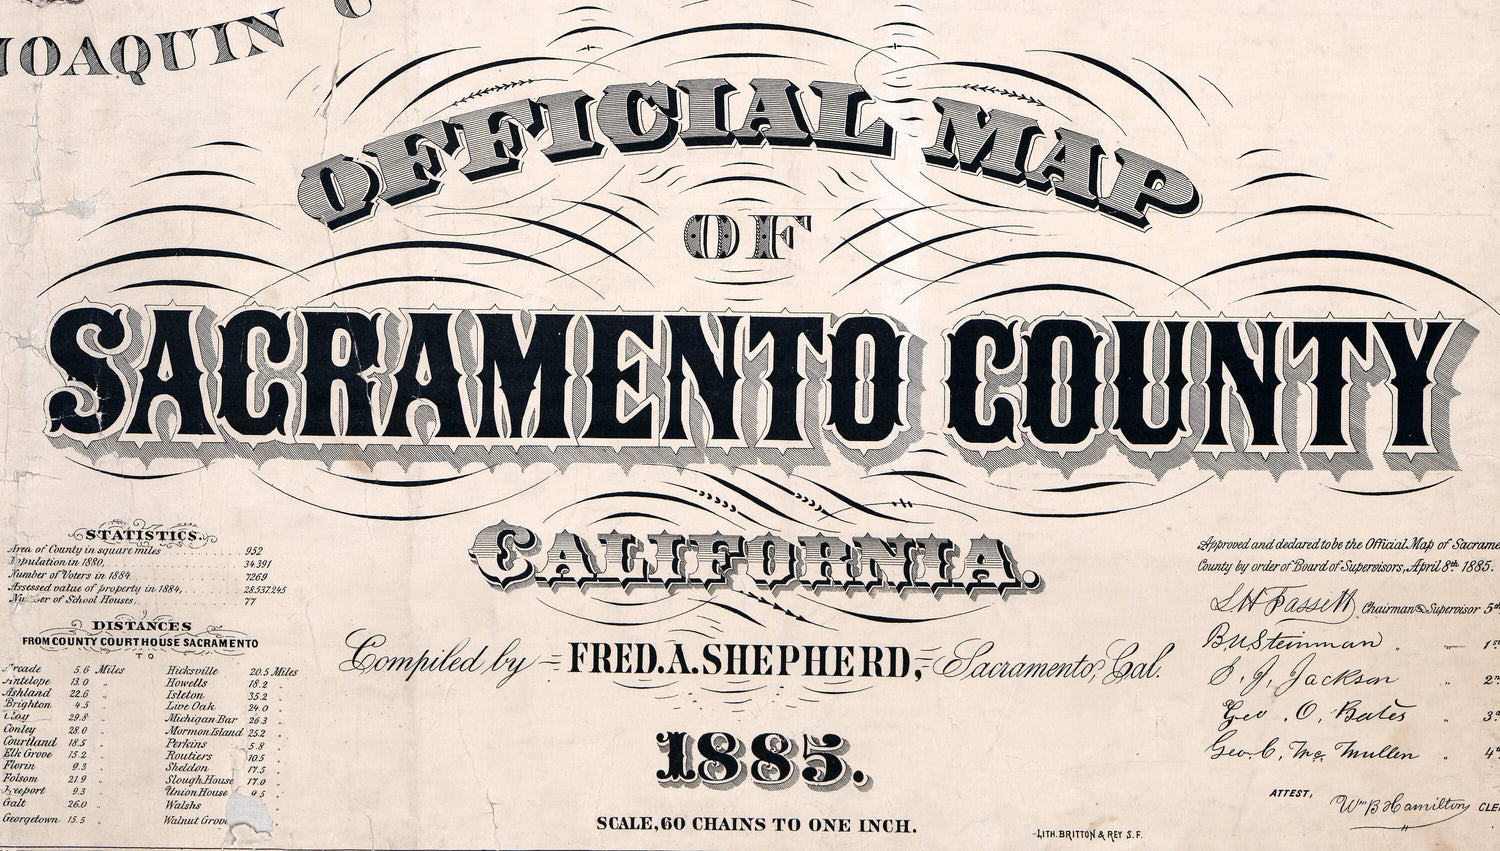 JOAQUIN
OFFICIAL MAP
OF
SACRAMENTO COUNTY
CALIFORNIA.
Compiled by = FRED.A.SHEPHERD, = Sacramento, Cal.
1885.
SCALE, 60 CHAINS TO ONE INCH.
LITH. BRITTON & REY S.F.
STATISTICS.
Area of County in square miles 952
Population in 1880, 34.391
Number of Voters in 1884 7269
Assessed value of property in 1884, 28.537.245
Number of School Houses, 77
DISTANCES
FROM COUNTY COURT HOUSE SACRAMENTO
TO
Arcade 5.6 Miles
Antelope 13.0 "
Ashland 22.6 "
Brighton 4.5 "
Clay 29.8 "
Conley 28.0 "
Courtland 18.5 "
Elk Grove 15.2 "
Florin 9.3 "
Folsom 21.9 "
Freeport 9.3 "
Galt 26.0 "
Georgetown 15.5 "
Hicksville 20.5 Miles
Howells 18.2 "
Isleton 35.2 "
Live Oak 24.0 "
Michigan Bar 26.3 "
Mormon Island 25.2 "
Perkins 5.8 "
Routiers 10.5 "
Sheldon 17.5 "
Slough House 17.0 "
Union House 9.5 "
Walshs
Walnut Grove
Approved and declared to be the Official Map of Sacrame
County by order of Board of Supervisors, April 8th 1885.
L H Fassett Chairman & Supervisor 5
B.U Steinman " 1
S. J. Jackson " 2
Geo. O. Bates " 3
Geo. C. Mc Mullen " 4
ATTEST, Wm B Hamilton CLE